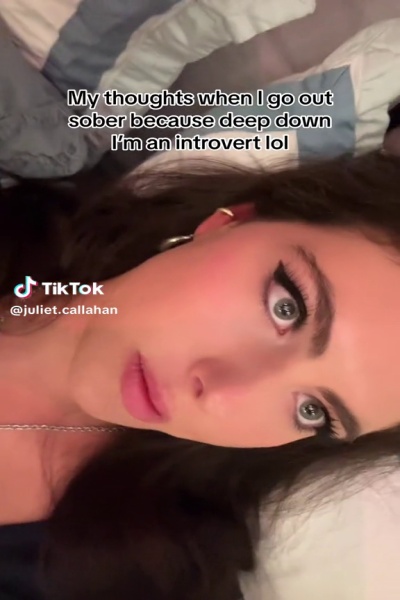 My thoughts when I go out
sober because deep down
I'm an introvert lol
TikTok
@juliet.callahan